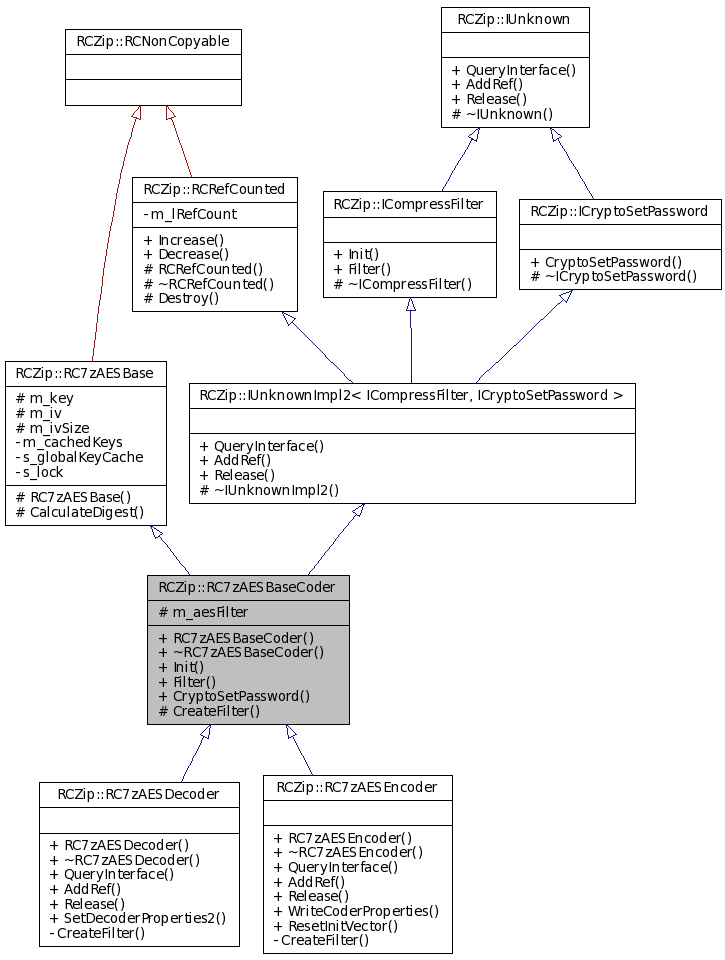 RCZip::IUnknown
+ QueryInterface()
+ AddRef()
+ Release()
# ~IUnknown()
RCZip::RCNonCopyable
RCZip::RCRefCounted
- m_lRefCount
+ Increase()
+ Decrease()
# RCRefCounted()
# ~RCRefCounted()
# Destroy()
RCZip::ICompressFilter
+ Init()
+ Filter()
# ~ICompressFilter()
RCZip::ICryptoSetPassword
+ CryptoSetPassword()
# ~ICryptoSetPassword()
RCZip::RC7zAESBase
# m_key
# m_iv
# m_ivSize
- m_cachedKeys
- s_globalKeyCache
- s_lock
# RC7zAESBase()
# CalculateDigest()
RCZip::IUnknownImpl2< ICompressFilter, ICryptoSetPassword >
+ QueryInterface()
+ AddRef()
+ Release()
# ~IUnknownImpl2()
RCZip::RC7zAESBaseCoder
# m_aesFilter
+ RC7zAESBaseCoder()
+ ~RC7zAESBaseCoder()
+ Init()
+ Filter()
+ CryptoSetPassword()
# CreateFilter()
RCZip::RC7zAESDecoder
+ RC7zAESDecoder()
+ ~RC7zAESDecoder()
+ QueryInterface()
+ AddRef()
+ Release()
+ SetDecoderProperties2()
- CreateFilter()
RCZip::RC7zAESEncoder
+ RC7zAESEncoder()
+ ~RC7zAESEncoder()
+ QueryInterface()
+ AddRef()
+ Release()
+ WriteCoderProperties()
+ ResetInitVector()
- CreateFilter()